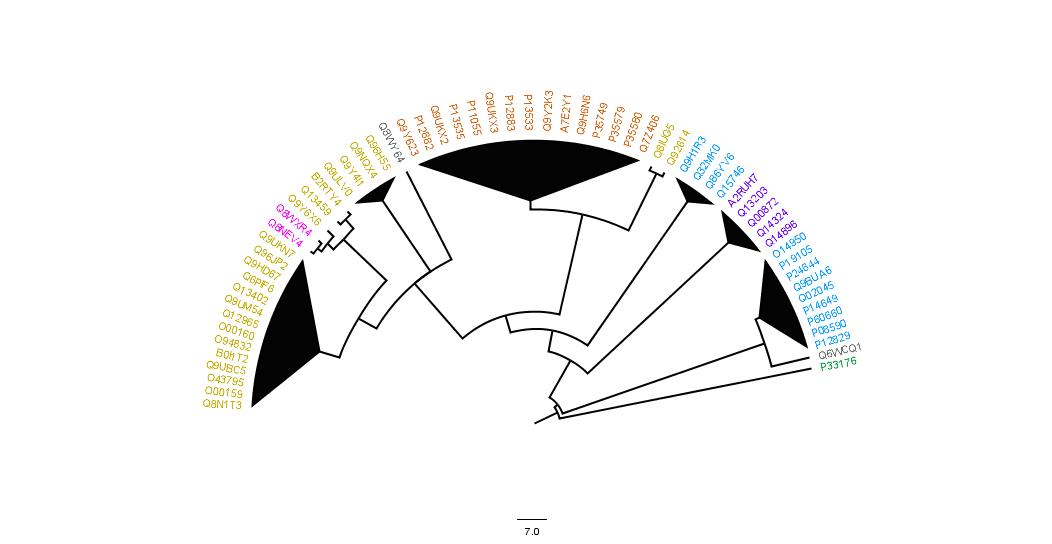 Q8N1T3
O00159
O43795
Q9UBC5
B0I1T2
O94832
O00160
Q12965
Q9UM54
Q13402
Q6PIF6
Q9HD67
Q96JP2
Q9UKN7
Q8NEV4
Q8WXR4
Q9Y6X6
Q13459
B2RTY4
Q9ULV0
Q9Y4I1
Q9NQX4
Q96H55
Q8WY64
Q9Y623
P12882
Q9UKX2
P13535
P11055
Q9UKX3
P12883
P13533
Q9Y2K3
A7E2Y1
Q9H6N6
P35749
P35579
P35580
Q7Z406
Q8IUG5
Q92614
Q9H1R3
Q32MK0
Q86YV6
Q15746
A2RUH7
Q13203
Q00872
Q14324
Q14896
O14950
P19105
P24844
Q9BUA6
Q02045
P14649
P60660
P08590
P12829
Q6WCQ1
P33176
7.0